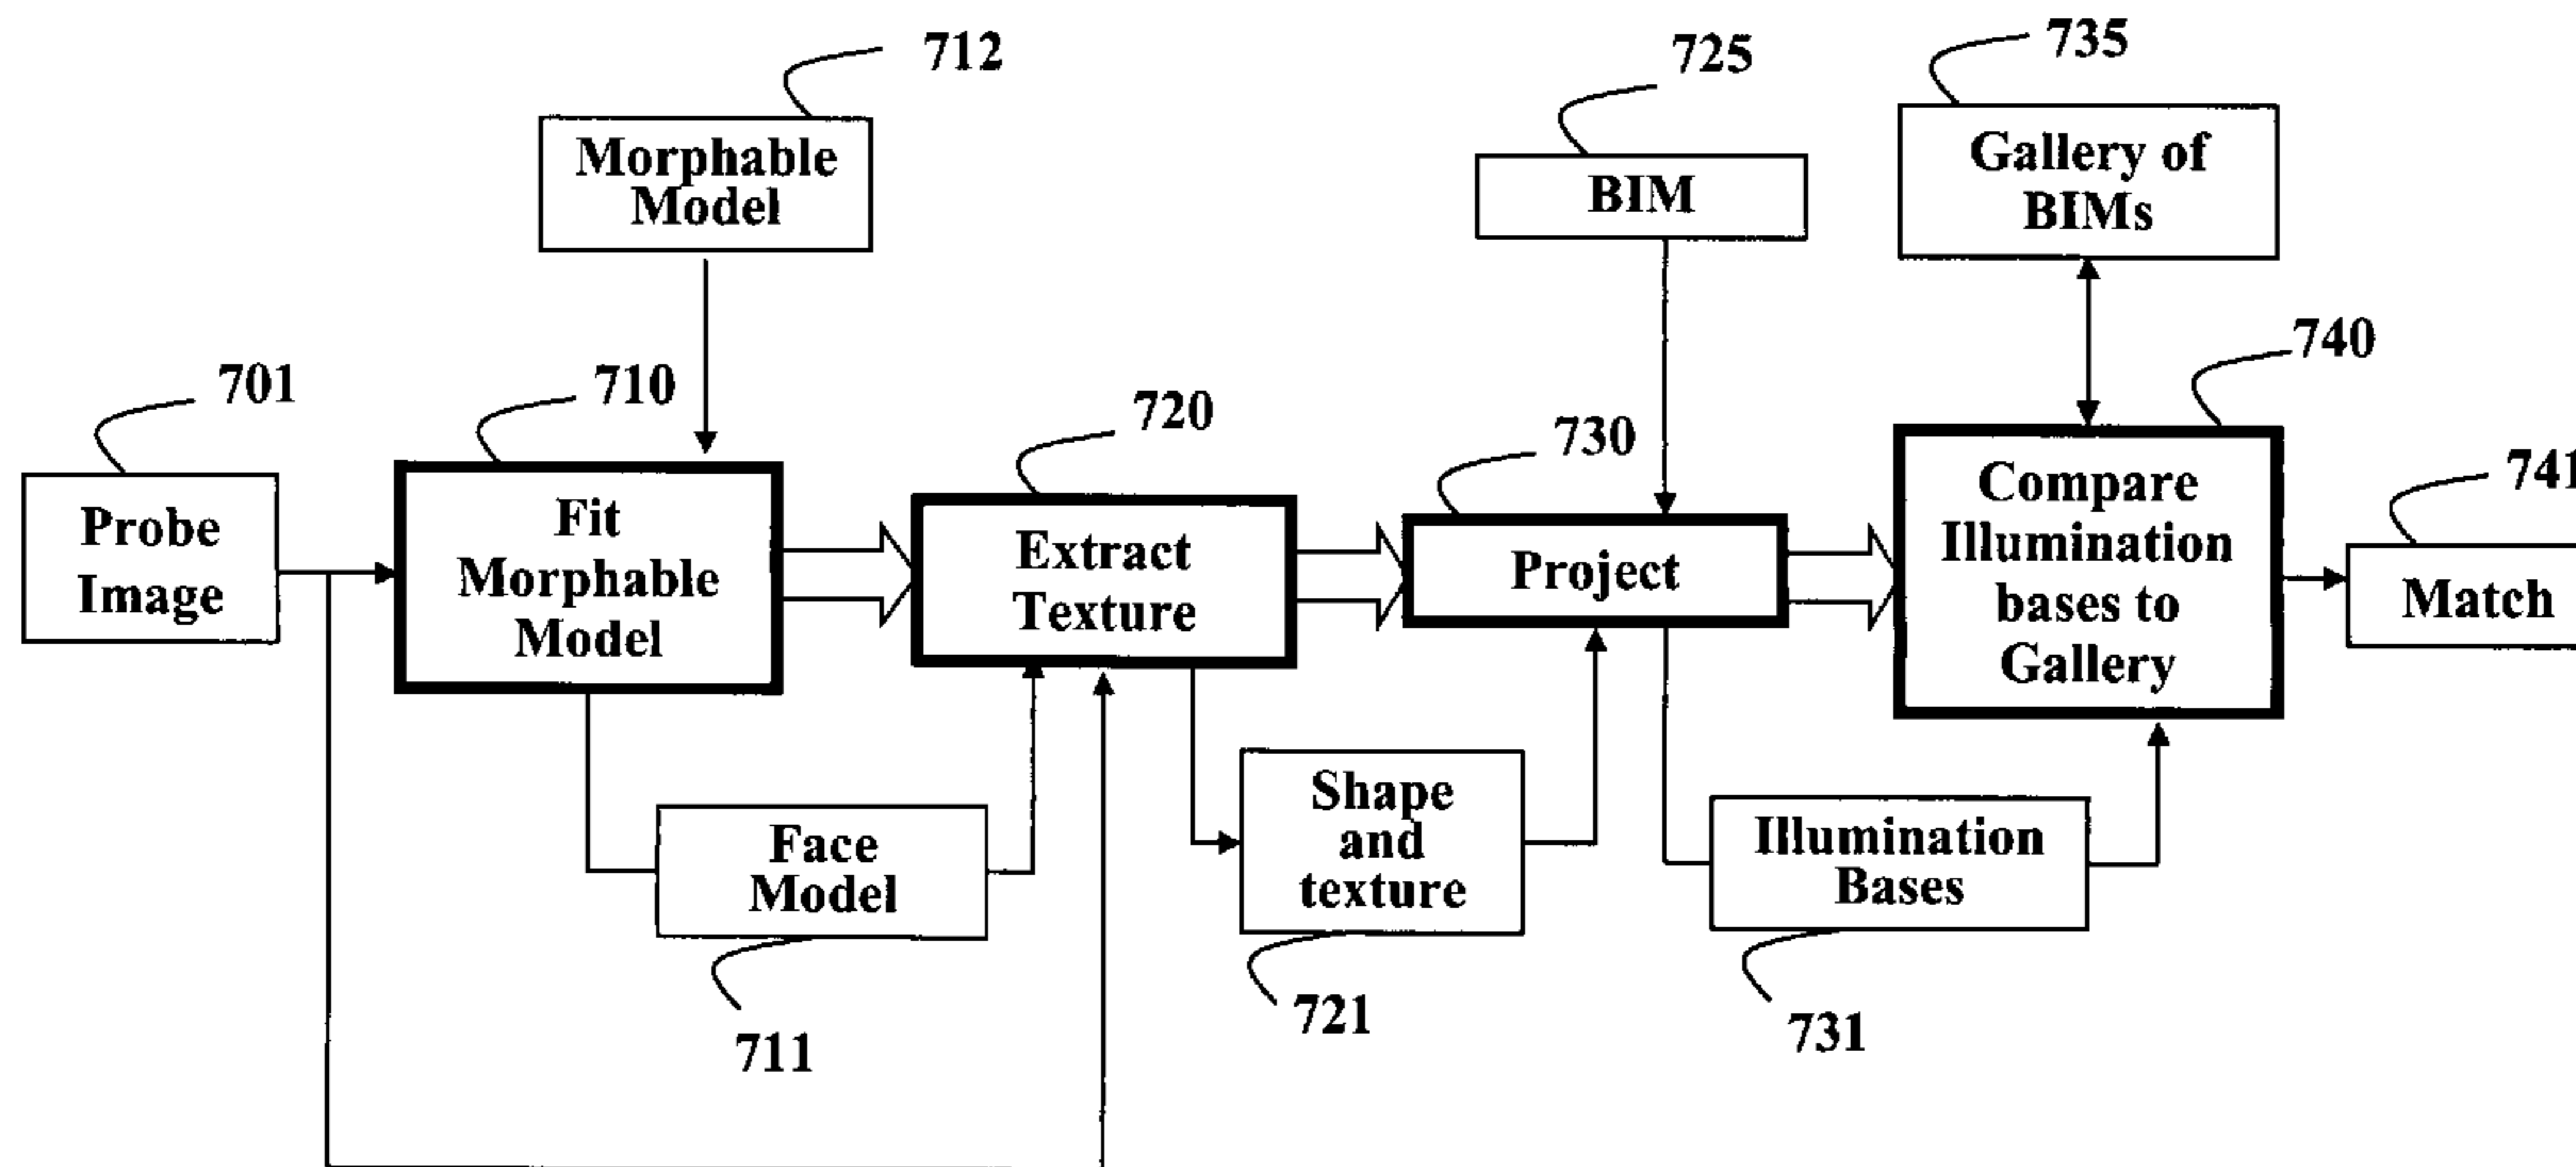 712
725
735
Morphable
Model
BIM
Gallery of
BIMs
701
710
720
730
740
741
Probe
Image
Fit
Morphable
Model
Extract
Texture
Project
Compare
Illumination
bases to
Gallery
Match
Face
Model
Shape
and
texture
Illumination
Bases
711
721
731